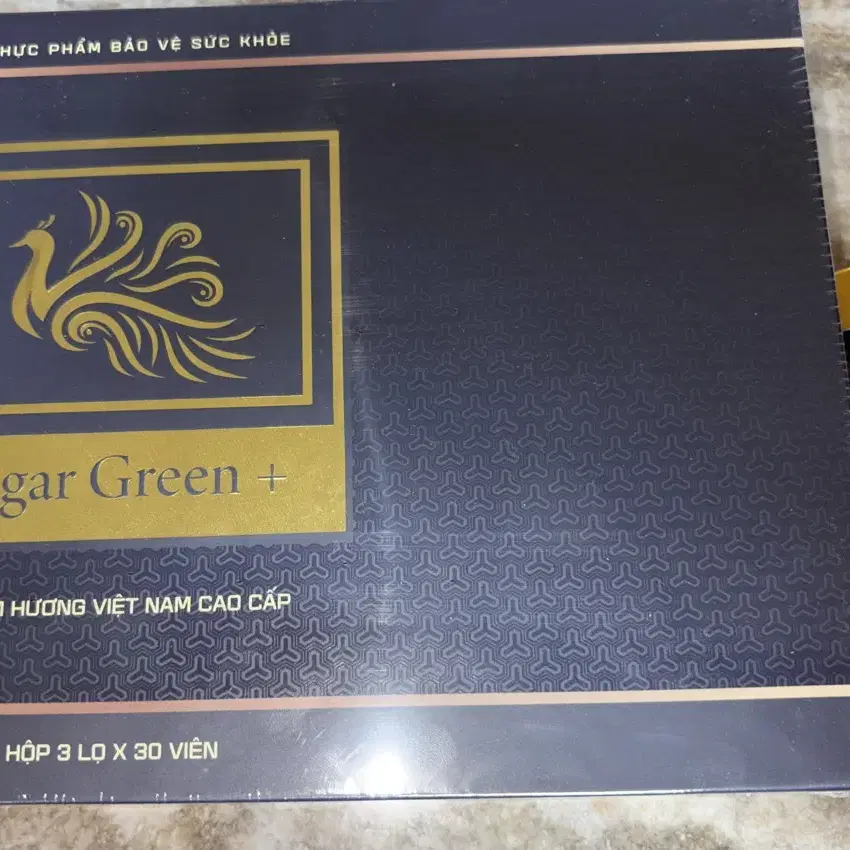 HỰC PHẨM BẢO VỆ SỨC KHỎE
gar Green +
HƯƠNG VIỆT NAM CAO CẤP
HỘP 3 LỌ X 30 VIÊN